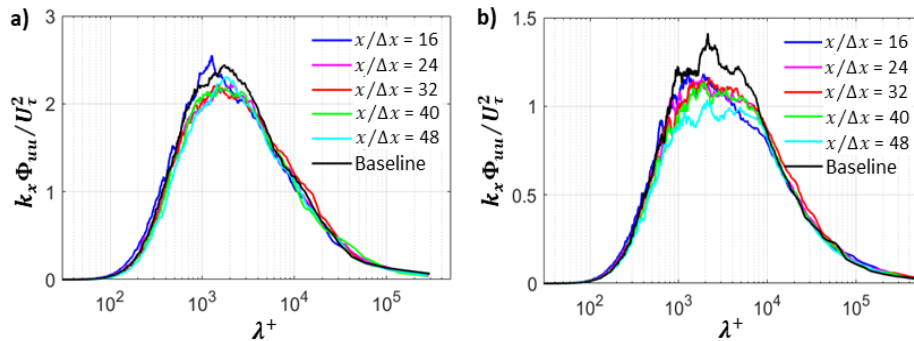 a)
3
2
1
0
k_x Φ_uu / U_τ^2
10^2
10^3
10^4
10^5
λ^+
x/Δx = 16
x/Δx = 24
x/Δx = 32
x/Δx = 40
x/Δx = 48
Baseline
b)
1.5
1
0.5
0
k_x Φ_uu / U_τ^2
10^2
10^3
10^4
10^5
λ^+
x/Δx = 16
x/Δx = 24
x/Δx = 32
x/Δx = 40
x/Δx = 48
Baseline